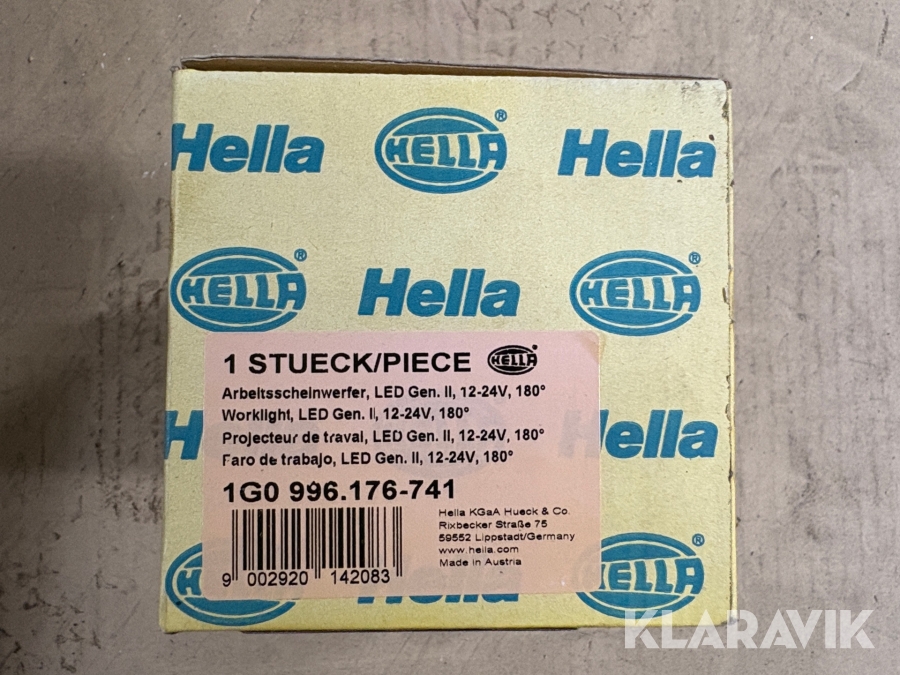 Hella HELLA® Hella
HELLA® Hella HELLA®
1 STUECK/PIECE HELLA
Arbeitsscheinwerfer, LED Gen. II, 12-24V, 180°
Worklight, LED Gen. II, 12-24V, 180°
Projecteur de travail, LED Gen. II, 12-24V, 180°
Faro de trabajo, LED Gen. II, 12-24V, 180°
Hella
1G0 996.176-741
Hella KGaA Hueck & Co.
Rixbecker Straße 75
59552 Lippstadt/Germany
www.hella.com
Made in Austria
9 002920 142083
HELLA®
KLARAVIK